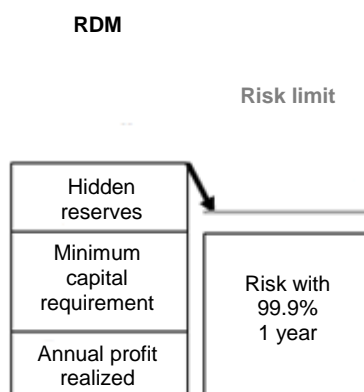 RDM
Risk limit
Hidden
reserves
Minimum
capital
requirement
Annual profit
realized
Risk with
99.9%
1 year